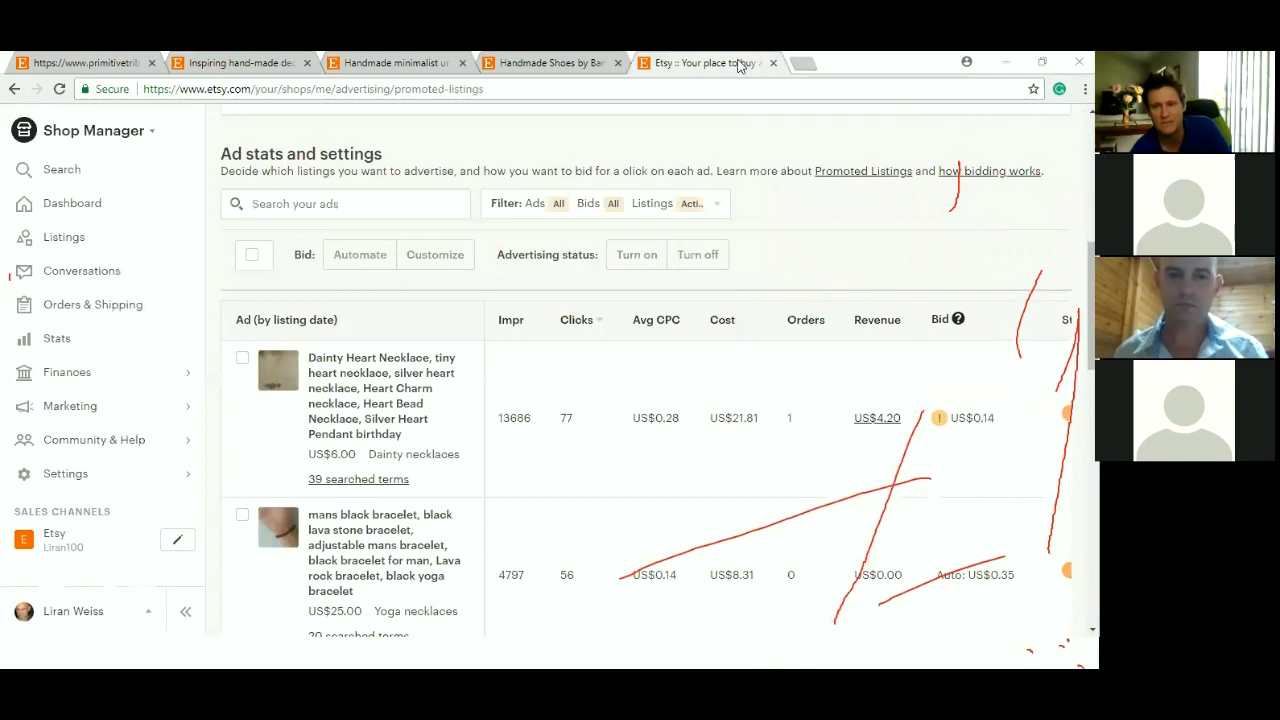 https://www.primitivetrib
Inspiring hand-made de
Handmade minimalist ur
Handmade Shoes by Bar
Etsy :: Your place to buy a
Secure
https://www.etsy.com/your/shops/me/advertising/promoted-listings
Shop Manager
Search
Dashboard
Listings
Conversations
Orders & Shipping
Stats
Finances
Marketing
Community & Help
Settings
SALES CHANNELS
Etsy
Liran100
Liran Weiss
Ad stats and settings
Decide which listings you want to advertise, and how you want to bid for a click on each ad. Learn more about Promoted Listings and how bidding works.
Search your ads
Filter: Ads All Bids All Listings Acti..
Bid: Automate Customize Advertising status: Turn on Turn off
Ad (by listing date) Impr Clicks Avg CPC Cost Orders Revenue Bid ? St
Dainty Heart Necklace, tiny
heart necklace, silver heart
necklace, Heart Charm
necklace, Heart Bead
Necklace, Silver Heart
Pendant birthday
US$6.00 Dainty necklaces
39 searched terms
13686 77 US$0.28 US$21.81 1 US$4.20 ! US$0.14
mans black bracelet, black
lava stone bracelet,
adjustable mans bracelet,
black bracelet for man, Lava
rock bracelet, black yoga
bracelet
US$25.00 Yoga necklaces
20 searched terms
4797 56 US$0.14 US$8.31 0 US$0.00 Auto: US$0.35